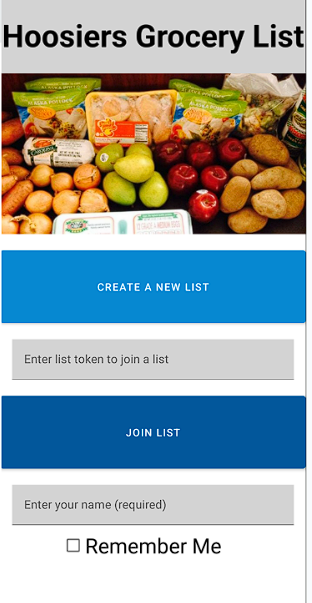 Hoosiers Grocery List
CREATE A NEW LIST
Enter list token to join a list
JOIN LIST
Enter your name (required)
Remember Me